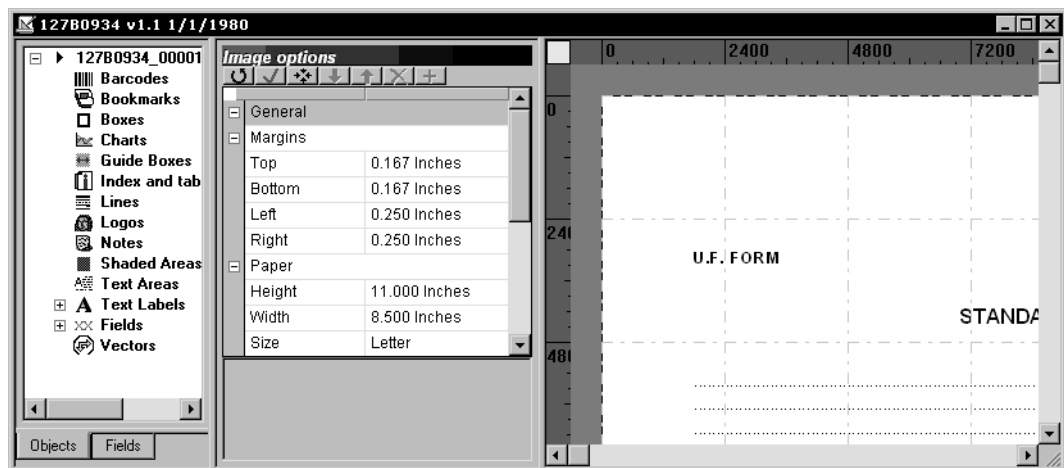 127B0934 v1.1 1/1/1980
127B0934_00001
Barcodes
Bookmarks
Boxes
Charts
Guide Boxes
Index and tab
Lines
Logos
Notes
Shaded Areas
Text Areas
Text Labels
Fields
Vectors
Objects
Fields
Image options
General
Margins
Top 0.167 Inches
Bottom 0.167 Inches
Left 0.250 Inches
Right 0.250 Inches
Paper
Height 11.000 Inches
Width 8.500 Inches
Size Letter
0 2400 4800 7200
0
240
480
U.F. FORM
STANDA